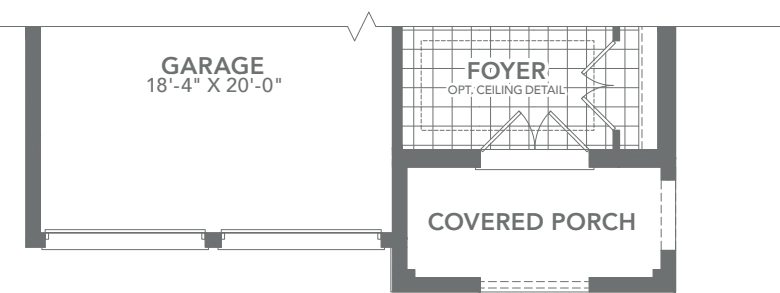 GARAGE
18'-4" X 20'-0"
FOYER
OPT. CEILING DETAIL
COVERED PORCH